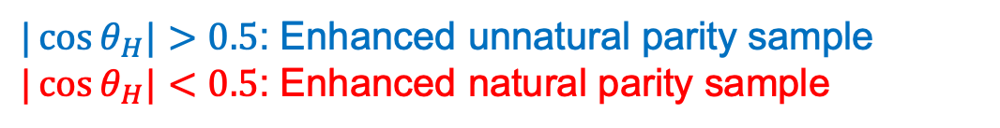 | cos θ_H| > 0.5: Enhanced unnatural parity sample
| cos θ_H| < 0.5: Enhanced natural parity sample